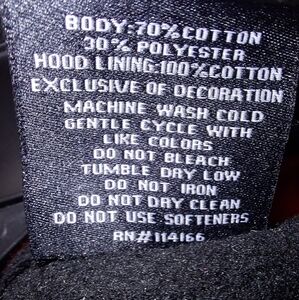 BODY:70%COTTON
30% POLYESTER
HOOD LINING:100%COTTON
EXCLUSIVE OF DECORATION
MACHINE WASH COLD
GENTLE CYCLE WITH
LIKE COLORS
DO NOT BLEACH
TUMBLE DRY LOW
DO NOT IRON
DO NOT DRY CLEAN
DO NOT USE SOFTENERS
RN#114166